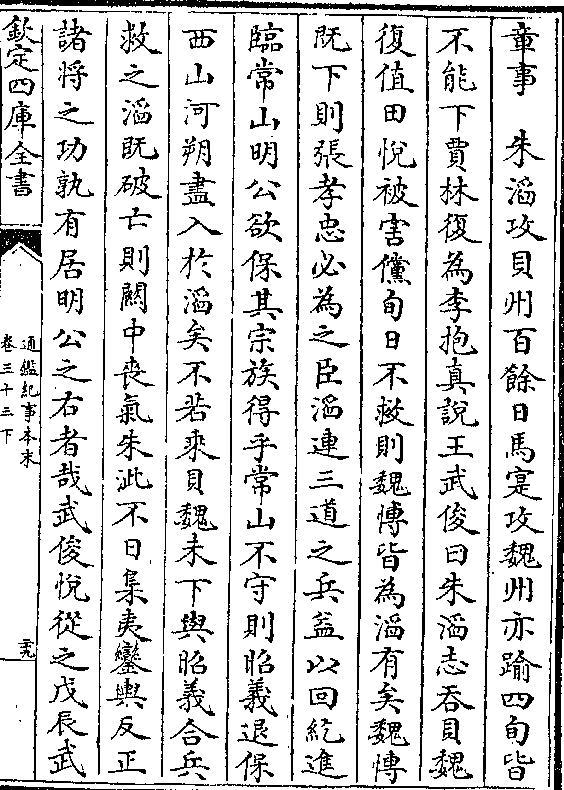 童事　朱滔攻貝州百餘日馬寔攻魏州亦踰四旬皆
不能下賈林復為李抱真說王武俊曰朱滔志吞貝魏
復值田悅被害儻旬日不救則魏博皆為滔有矣魏博
既下則張孝忠必為之臣滔連三道之兵益以回紇進
臨常山明公欲保其宗族得乎常山不守則昭義退保
西山河朔盡入於滔矣不若乘貝魏未下與昭義合兵
救之滔既破亡則關中喪氣朱泚不日梟夷鑾輿反正
諸將之功孰有居明公之右者哉武俊悅從之戊辰武
欽定四庫全書
通鑑紀事本末
卷三十三下